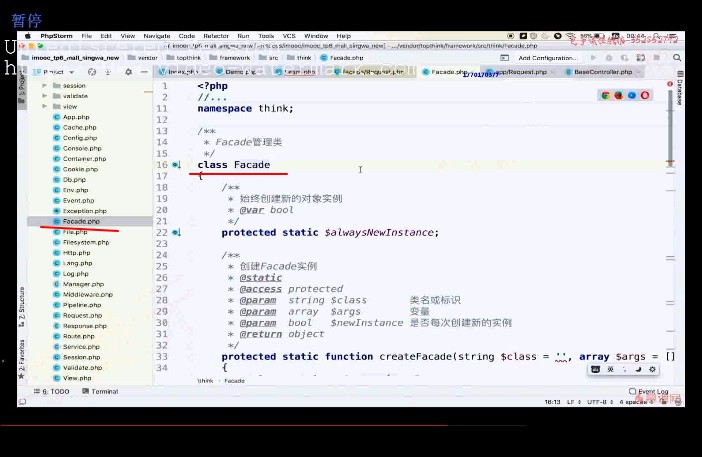 暂停
PhpStorm File Edit View Navigate Code Refactor Run Tools VCS Window Help
imooc_tp6_mall_singwa_new vendor topthink framework src think Facade.php
Add Configuration...
Project
Demo.php
Facade.php
app/Request.php
BaseController.php
Database
session
validate
view
App.php
Cache.php
Config.php
Console.php
Container.php
Cookie.php
Db.php
Env.php
Event.php
Exception.php
Facade.php
File.php
Filesystem.php
Http.php
Lang.php
Log.php
Manager.php
Middleware.php
Pipeline.php
Request.php
Response.php
Route.php
Service.php
Session.php
Validate.php
View.php
1 <?php
2 //...
11 namespace think;
12
13 /**
14 * Facade管理类
15 */
16 class Facade
17 {
18 /**
19 * 始终创建新的对象实例
20 * @var bool
21 */
22 protected static $alwaysNewInstance;
23
24 /**
25 * 创建Facade实例
26 * @static
27 * @access protected
28 * @param string $class 类名或标识
29 * @param array $args 变量
30 * @param bool $newInstance 是否每次创建新的实例
31 * @return object
32 */
33 protected static function createFacade(string $class = '', array $args = []
34 {
\think Facade
Z: Structure
2: Favorites
6: TODO Terminal
英
Event Log
16:13 LF UTF-8 4 spaces